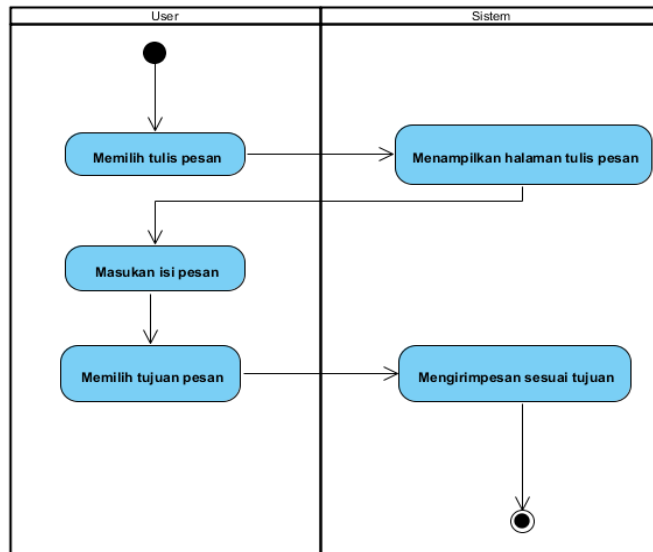 User
Sistem
Memilih tulis pesan
Menampilkan halaman tulis pesan
Masukan isi pesan
Memilih tujuan pesan
Mengirimpesan sesuai tujuan